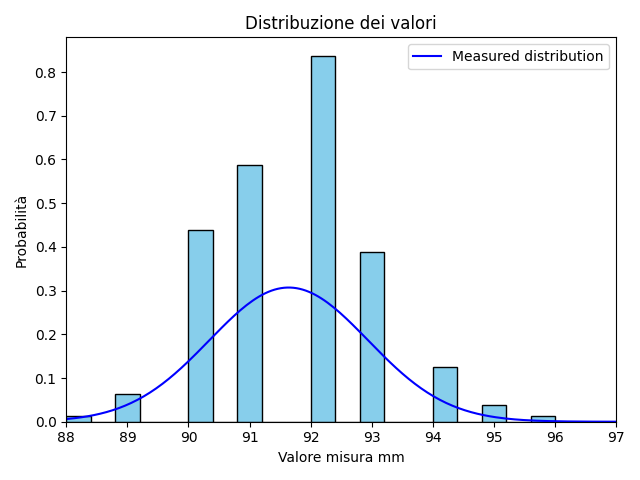 Distribuzione dei valori
Measured distribution
Probabilità
0.8
0.7
0.6
0.5
0.4
0.3
0.2
0.1
0.0
88 89 90 91 92 93 94 95 96 97
Valore misura mm